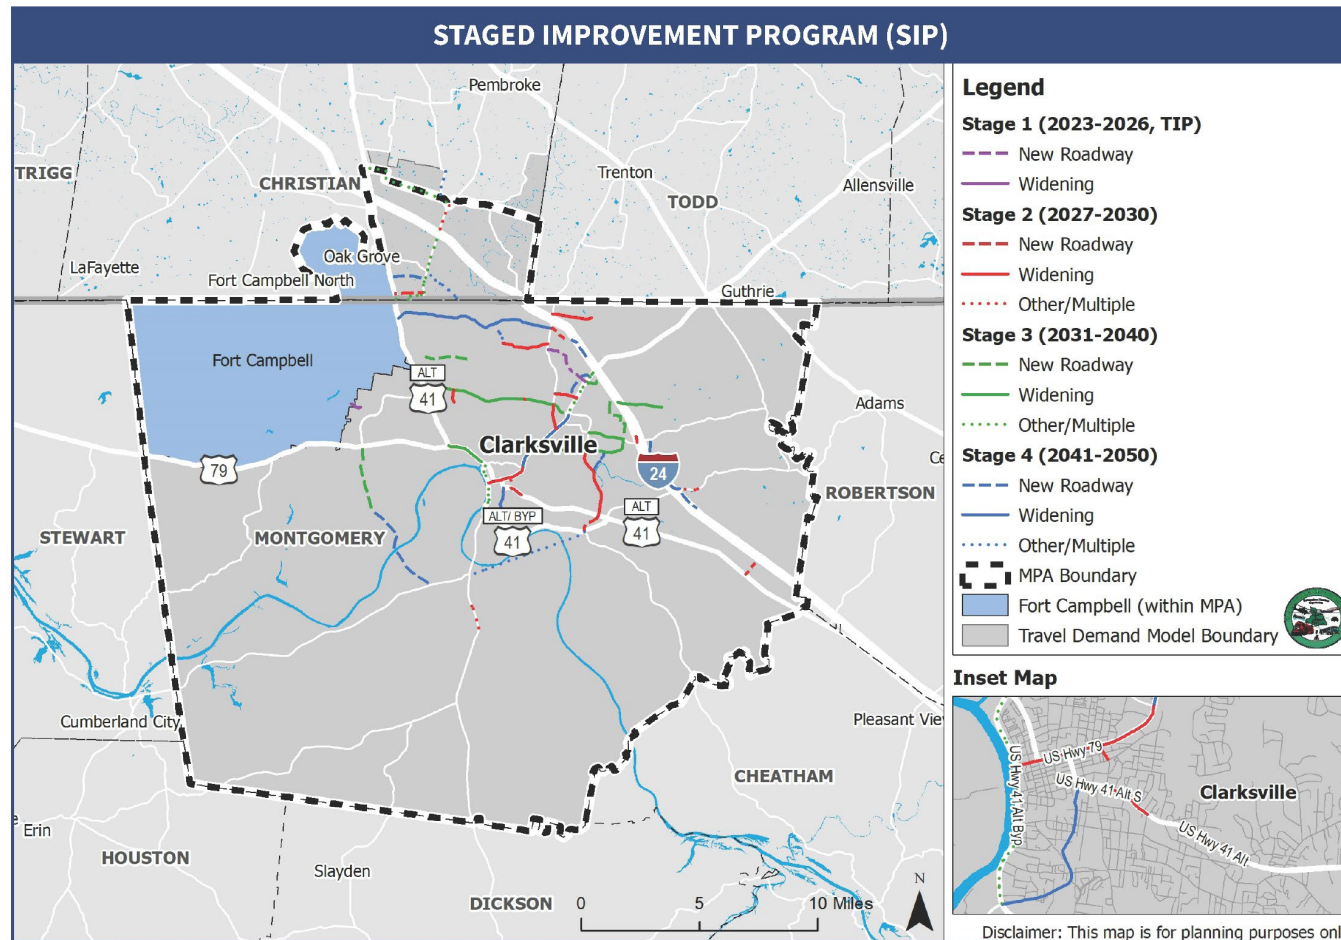 STAGED IMPROVEMENT PROGRAM (SIP)
Pembroke
TRIGG
CHRISTIAN
Trenton
TODD
Allensville
LaFayette
Oak Grove
Fort Campbell North
Guthrie
Fort Campbell
ALT
41
Adams
Clarksville
79
24
ROBERTSON
STEWART
MONTGOMERY
ALT/ BYP
41
ALT
41
Cumberland City
Pleasant View
CHEATHAM
Erin
HOUSTON
Slayden
DICKSON
0 5 10 Miles
N
Legend
Stage 1 (2023-2026, TIP)
New Roadway
Widening
Stage 2 (2027-2030)
New Roadway
Widening
Other/Multiple
Stage 3 (2031-2040)
New Roadway
Widening
Other/Multiple
Stage 4 (2041-2050)
New Roadway
Widening
Other/Multiple
MPA Boundary
Fort Campbell (within MPA)
Travel Demand Model Boundary
Inset Map
US Hwy 79
US Hwy 41 Alt Byp
US Hwy 41 Alt S
Clarksville
US Hwy 41 Alt
Disclaimer: This map is for planning purposes onl